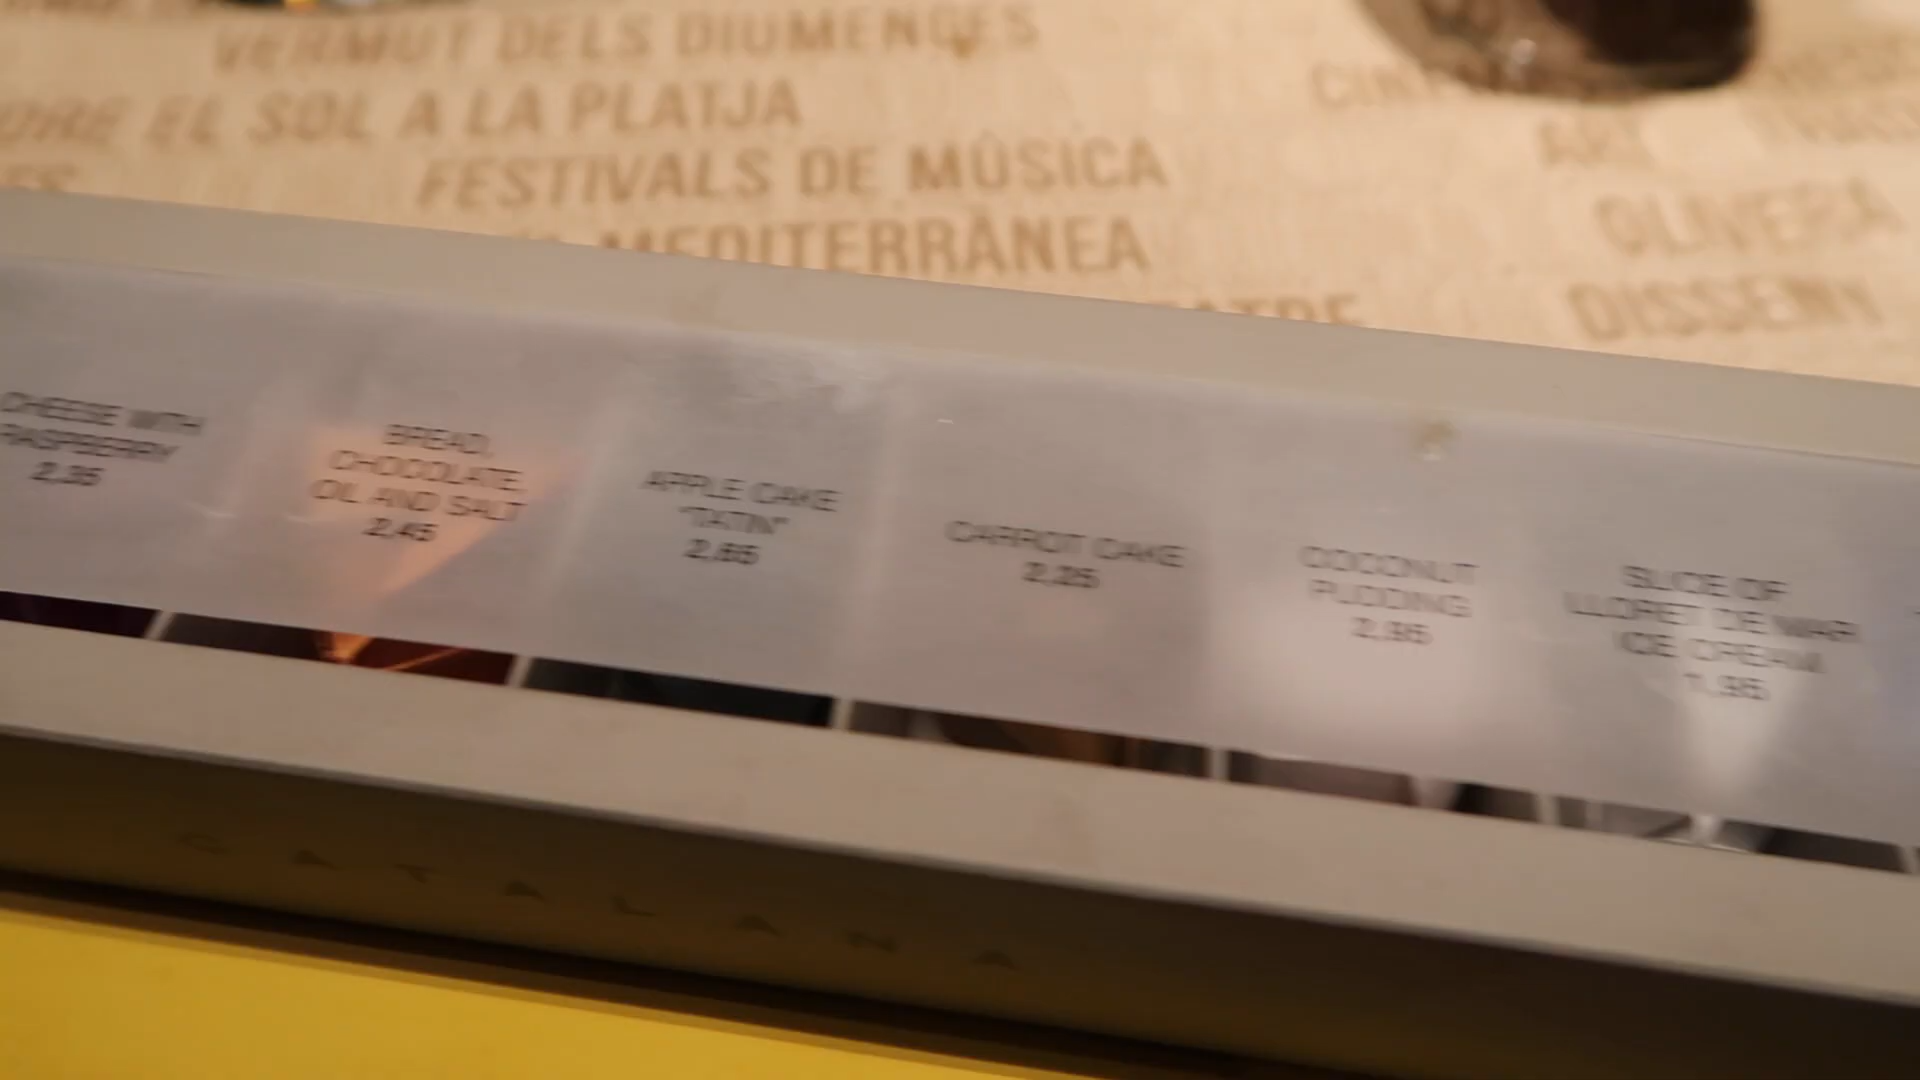 VERMUT DELS DIUMENGES
EL SOL A LA PLATJA
FESTIVALS DE MÚSICA
MEDITERRÀNEA
OLIVERA
DISSENY
CHEESE WITH
RASPBERRY
2,35
BREAD,
CHOCOLATE,
OIL AND SALT
2,45
APPLE CAKE
"TATIN"
2,65
CARROT CAKE
2,25
COCONUT
PUDDING
2,95
SLICE OF
LLORET DE MAR
ICE CREAM
1,95
CATALANA